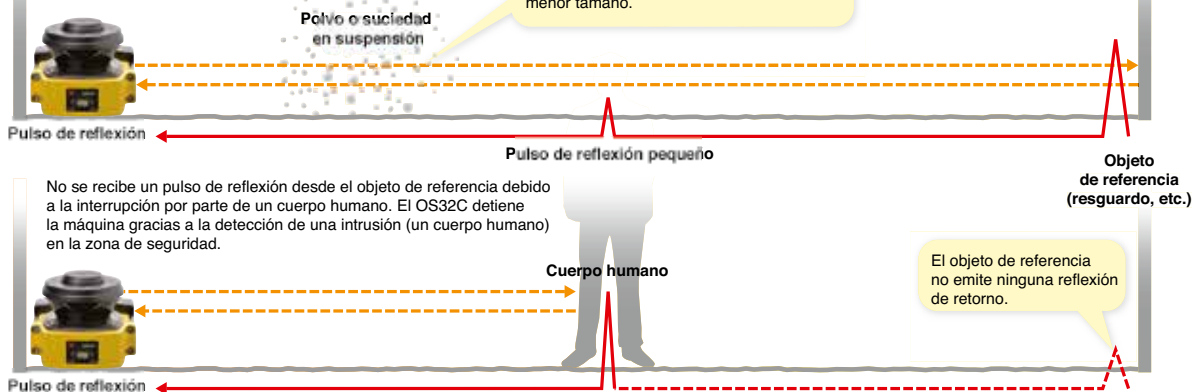 menor tamaño.
Polvo o suciedad
en suspensión
Pulso de reflexión
Pulso de reflexión pequeño
Objeto
de referencia
(resguardo, etc.)
No se recibe un pulso de reflexión desde el objeto de referencia debido
a la interrupción por parte de un cuerpo humano. El OS32C detiene
la máquina gracias a la detección de una intrusión (un cuerpo humano)
en la zona de seguridad.
Cuerpo humano
El objeto de referencia
no emite ninguna reflexión
de retorno.
Pulso de reflexión